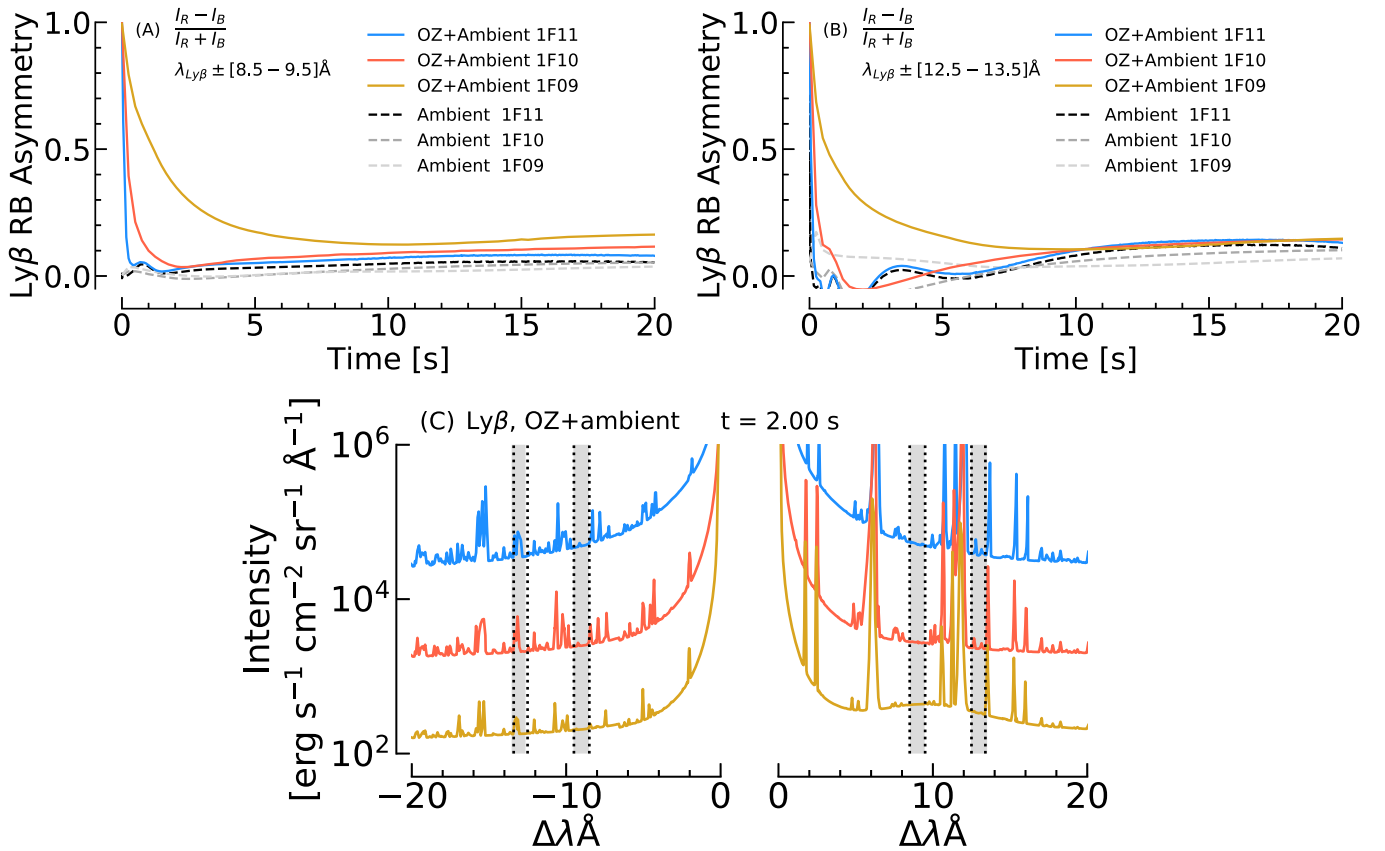 (A) I_R − I_B / I_R + I_B
λ_Lyβ ± [8.5 − 9.5]Å
OZ+Ambient 1F11
OZ+Ambient 1F10
OZ+Ambient 1F09
Ambient 1F11
Ambient 1F10
Ambient 1F09
Lyβ RB Asymmetry
1.0
0.5
0.0
0 5 10 15 20
Time [s]
(B) I_R − I_B / I_R + I_B
λ_Lyβ ± [12.5 − 13.5]Å
OZ+Ambient 1F11
OZ+Ambient 1F10
OZ+Ambient 1F09
Ambient 1F11
Ambient 1F10
Ambient 1F09
Lyβ RB Asymmetry
1.0
0.5
0.0
0 5 10 15 20
Time [s]
(C) Lyβ, OZ+ambient t = 2.00 s
Intensity
[erg s⁻¹ cm⁻² sr⁻¹ Å⁻¹]
10⁶
10⁴
10²
−20 −10 0
ΔλÅ
0 10 20
ΔλÅ